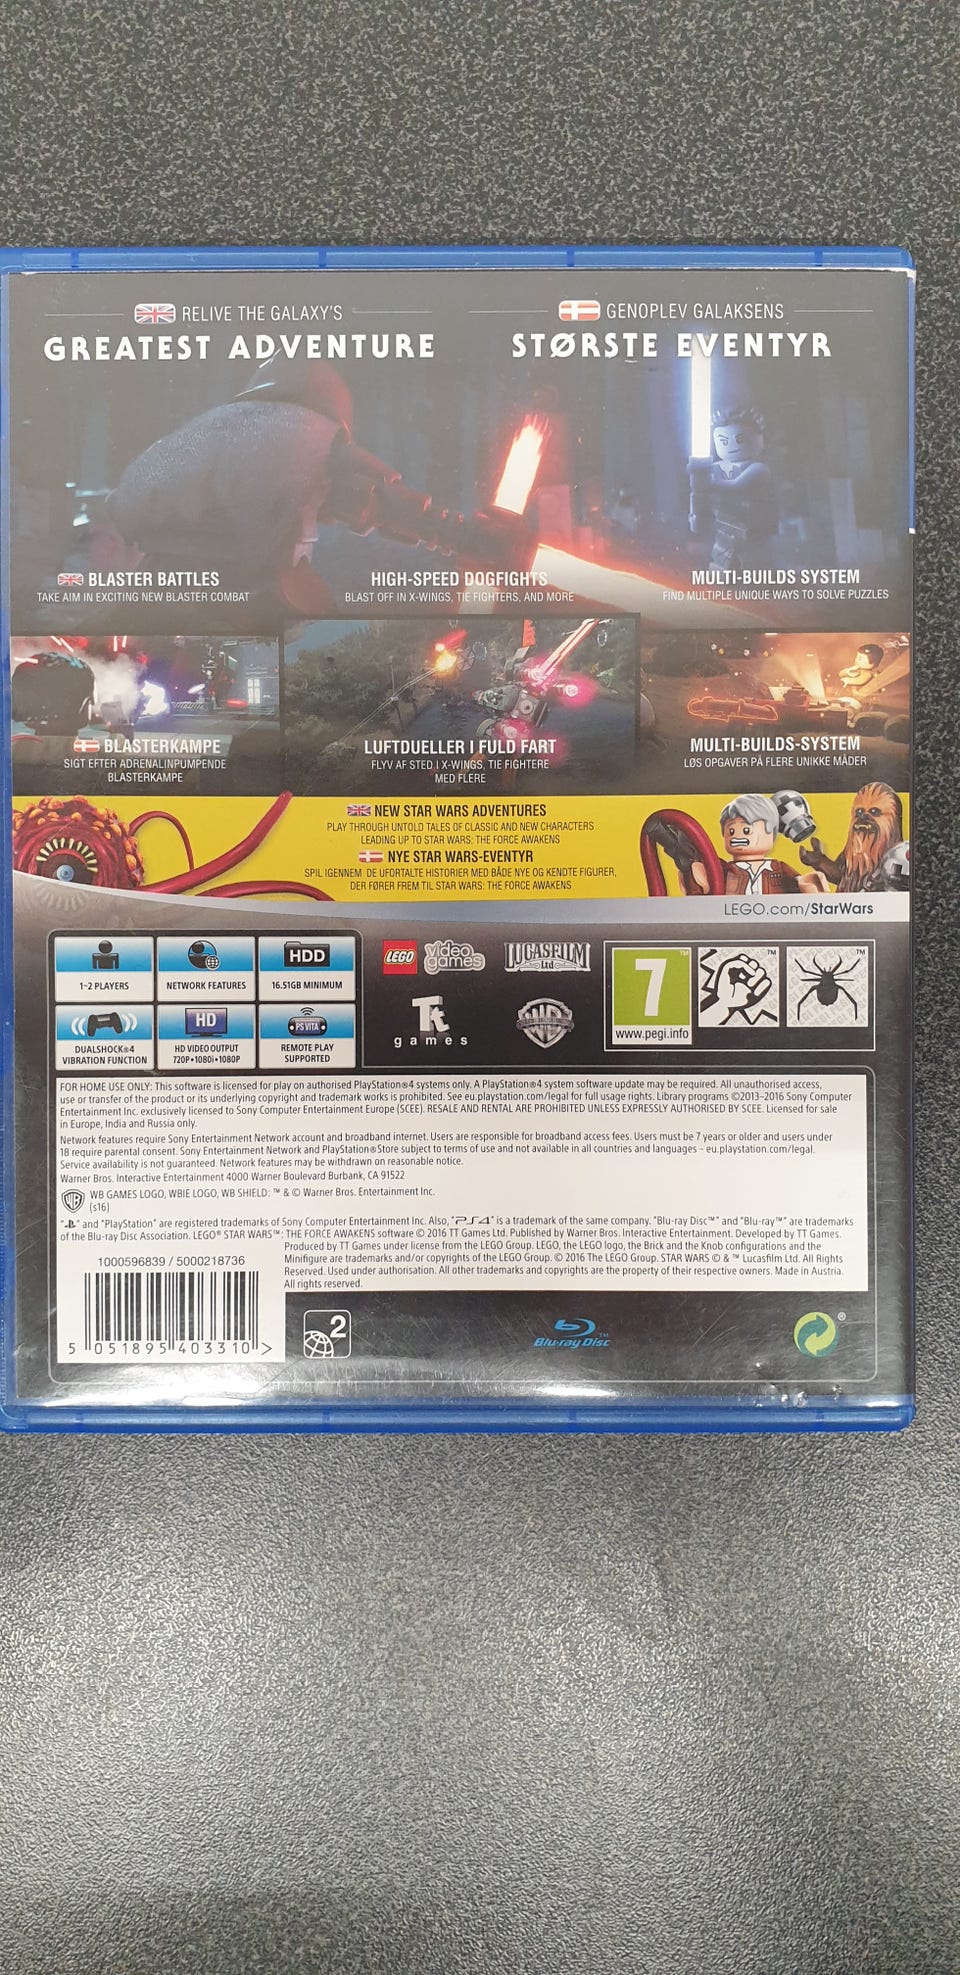 RELIVE THE GALAXY'S
GREATEST ADVENTURE
GENOPLEV GALAKSENS
STØRSTE EVENTYR
BLASTER BATTLES
TAKE AIM IN EXCITING NEW BLASTER COMBAT
HIGH-SPEED DOGFIGHTS
BLAST OFF IN X-WINGS, TIE FIGHTERS, AND MORE
MULTI-BUILDS SYSTEM
FIND MULTIPLE UNIQUE WAYS TO SOLVE PUZZLES
BLASTERKAMPE
SIGT EFTER ADRENALINPUMPENDE
BLASTERKAMPE
LUFTDUELLER I FULD FART
FLYV AF STED I X-WINGS, TIE FIGHTERE
MED FLERE
MULTI-BUILDS-SYSTEM
LØS OPGAVER PÅ FLERE UNIKKE MÅDER
NEW STAR WARS ADVENTURES
PLAY THROUGH UNTOLD TALES OF CLASSIC AND NEW CHARACTERS
LEADING UP TO STAR WARS: THE FORCE AWAKENS
NYE STAR WARS-EVENTYR
SPIL IGENNEM DE UFORTALTE HISTORIER MED BÅDE NYE OG KENDTE FIGURER,
DER FØRER FREM TIL STAR WARS: THE FORCE AWAKENS
LEGO.com/StarWars
1-2 PLAYERS
NETWORK FEATURES
HDD
16.51GB MINIMUM
DUALSHOCK®4
VIBRATION FUNCTION
HD
HD VIDEO OUTPUT
720P•1080i•1080P
PS VITA
REMOTE PLAY
SUPPORTED
LEGO video games
LUCASFILM
Ltd
Tt
games
WB
7 ™
www.pegi.info
™
™
FOR HOME USE ONLY: This software is licensed for play on authorised PlayStation®4 systems only. A PlayStation®4 system software update may be required. All unauthorised access,
use or transfer of the product or its underlying copyright and trademark works is prohibited. See eu.playstation.com/legal for full usage rights. Library programs ©2013-2016 Sony Computer
Entertainment Inc. exclusively licensed to Sony Computer Entertainment Europe (SCEE). RESALE AND RENTAL ARE PROHIBITED UNLESS EXPRESSLY AUTHORISED BY SCEE. Licensed for sale
in Europe, India and Russia only.
Network features require Sony Entertainment Network account and broadband internet. Users are responsible for broadband access fees. Users must be 7 years or older and users under
18 require parental consent. Sony Entertainment Network and PlayStation®Store subject to terms of use and not available in all countries and languages – eu.playstation.com/legal.
Service availability is not guaranteed. Network features may be withdrawn on reasonable notice.
Warner Bros. Interactive Entertainment 4000 Warner Boulevard Burbank, CA 91522
WB GAMES LOGO, WBIE LOGO, WB SHIELD: ™ & © Warner Bros. Entertainment Inc.
(s16)
" " and "PlayStation" are registered trademarks of Sony Computer Entertainment Inc. Also, "PS4" is a trademark of the same company. "Blu-ray Disc™" and "Blu-ray™" are trademarks
of the Blu-ray Disc Association. LEGO® STAR WARS™: THE FORCE AWAKENS software © 2016 TT Games Ltd. Published by Warner Bros. Interactive Entertainment. Developed by TT Games.
Produced by TT Games under license from the LEGO Group. LEGO, the LEGO logo, the Brick and the Knob configurations and the
Minifigure are trademarks and/or copyrights of the LEGO Group. © 2016 The LEGO Group. STAR WARS © & ™ Lucasfilm Ltd. All Rights
Reserved. Used under authorisation. All other trademarks and copyrights are the property of their respective owners. Made in Austria.
All rights reserved.
1000596839 / 5000218736
5 051895 403310 >
2
Blu-ray Disc™
®